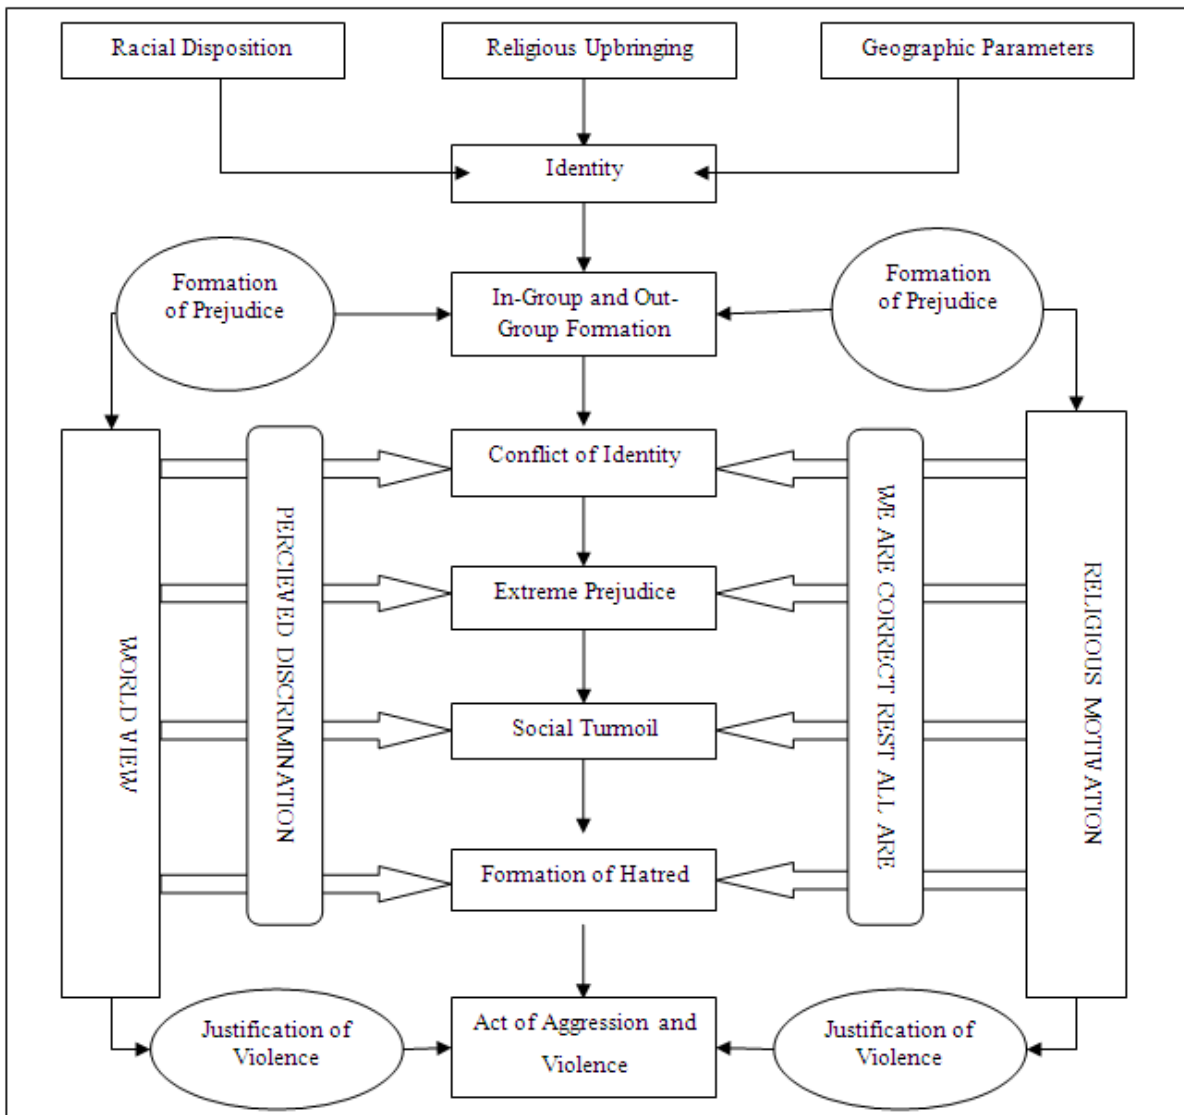 Racial Disposition
Religious Upbringing
Geographic Parameters
Identity
Formation
of Prejudice
In-Group and Out-
Group Formation
Formation
of Prejudice
WORLD VIEW
PERCIEVED DISCRIMINATION
Conflict of Identity
Extreme Prejudice
Social Turmoil
Formation of Hatred
WE ARE CORRECT REST ALL ARE
RELIGIOUS MOTIVATION
Justification of
Violence
Act of Aggression and
Violence
Justification of
Violence